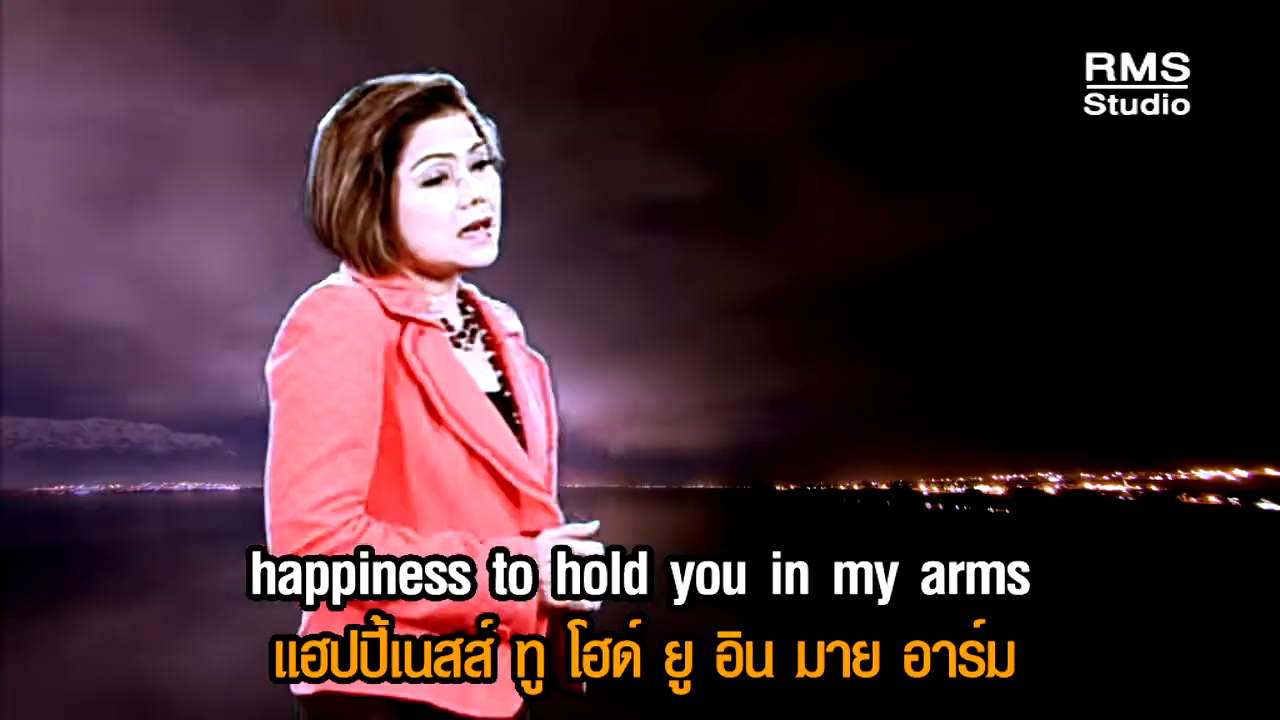 RMS
Studio
happiness to hold you in my arms
แฮปปี้เนสส์ ทู โฮด์ ยู อิน มาย อาร์ม